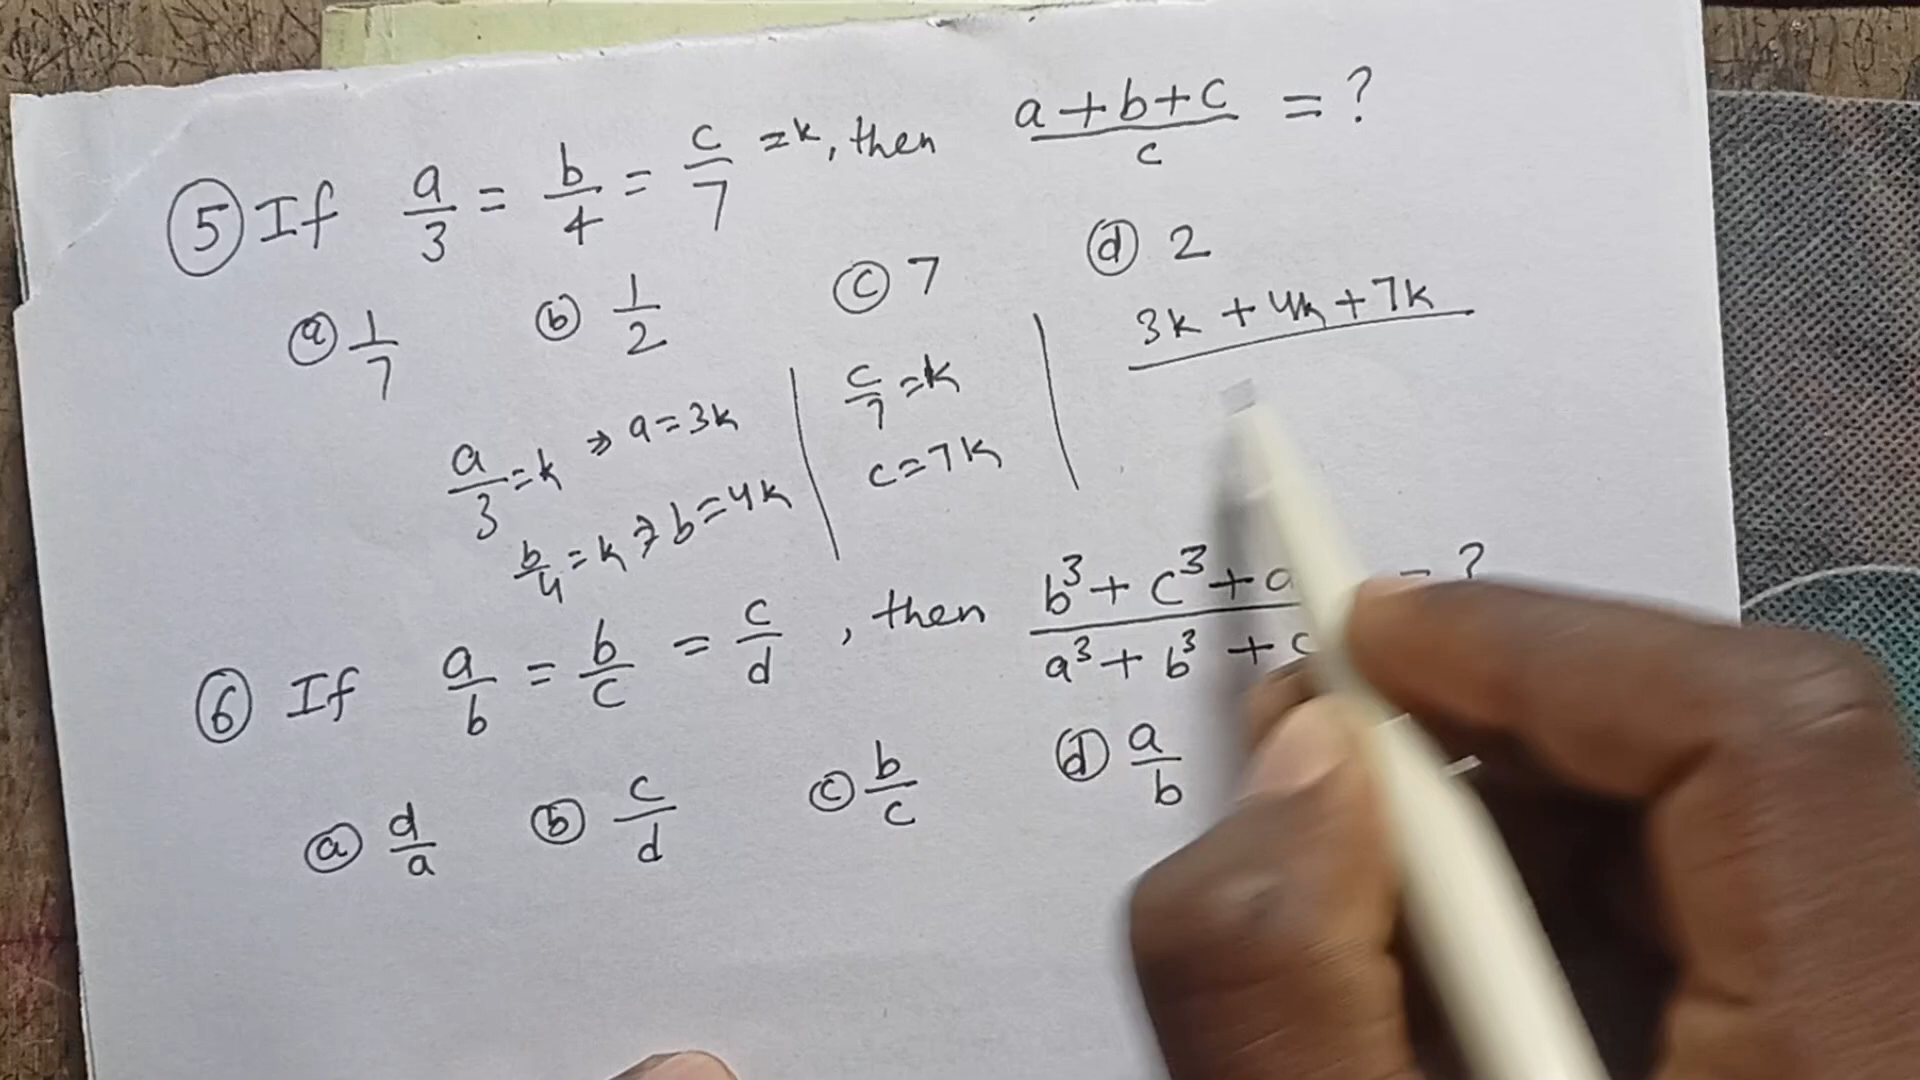 ⑤ If a/3 = b/4 = c/7 = k, then (a+b+c)/c = ?
ⓐ 1/7 ⓑ 1/2 ⓒ 7 ⓓ 2
a/3 = k ⇒ a = 3k
b/4 = k ⇒ b = 4k
c/7 = k
c = 7k
3k + 4k + 7k
⑥ If a/b = b/c = c/d, then (b³ + c³ +)/(a³ + b³ + c) = ?
ⓐ d/a ⓑ c/d ⓒ b/c ⓓ a/b